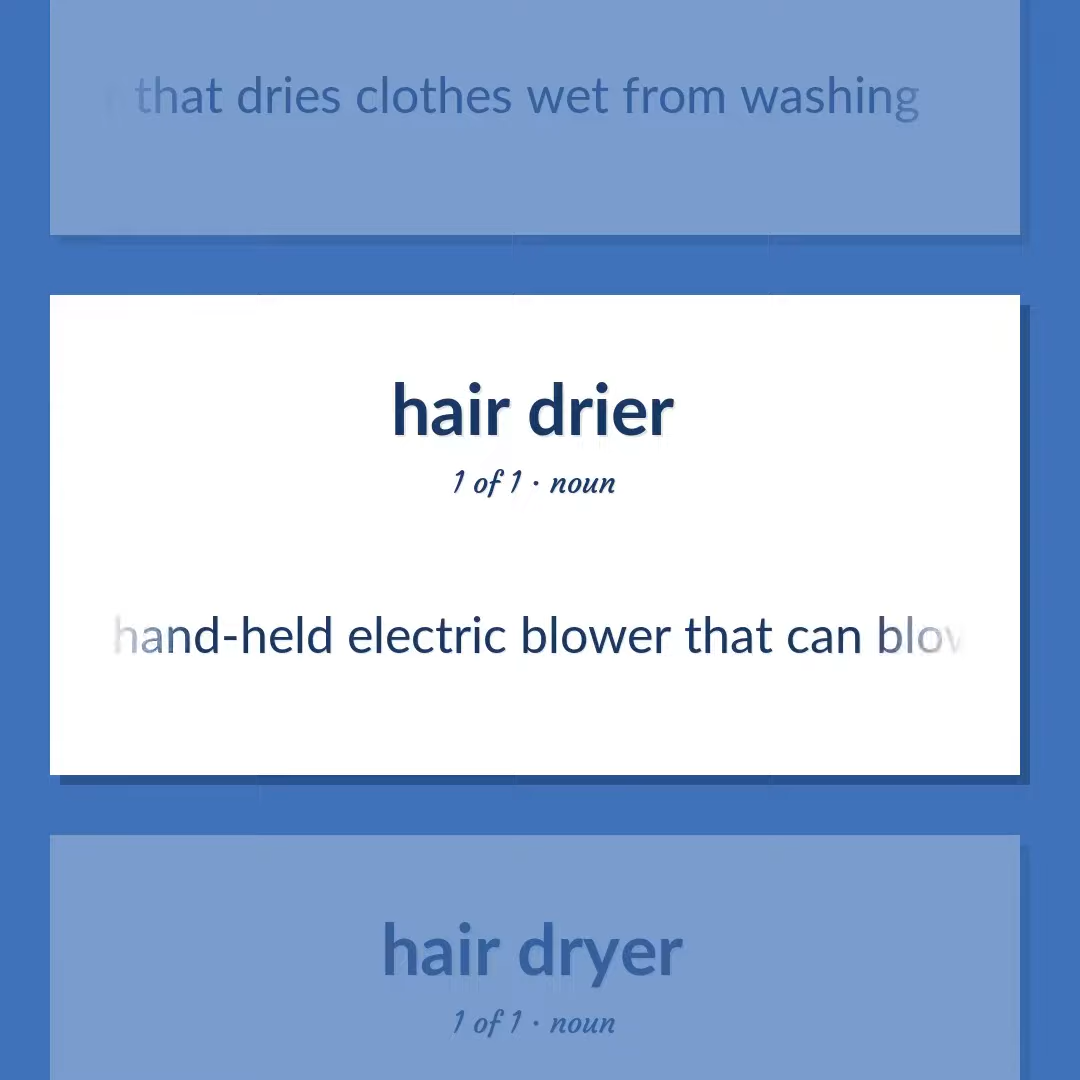 that dries clothes wet from washing
hair drier
1 of 1 · noun
hand-held electric blower that can
hair dryer
1 of 1 · noun